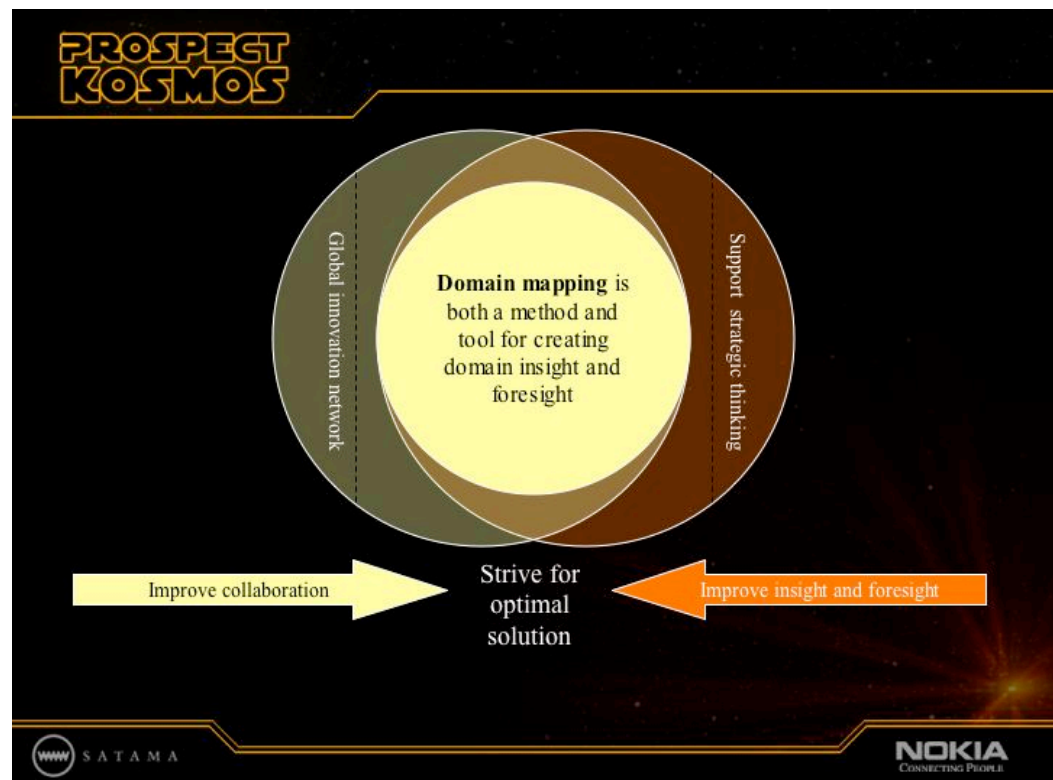 PROSPECT
KOSMOS
Global innovation network
Domain mapping is
both a method and
tool for creating
domain insight and
foresight
Support strategic thinking
Improve collaboration
Strive for
optimal
solution
Improve insight and foresight
www SATAMA
NOKIA
CONNECTING PEOPLE